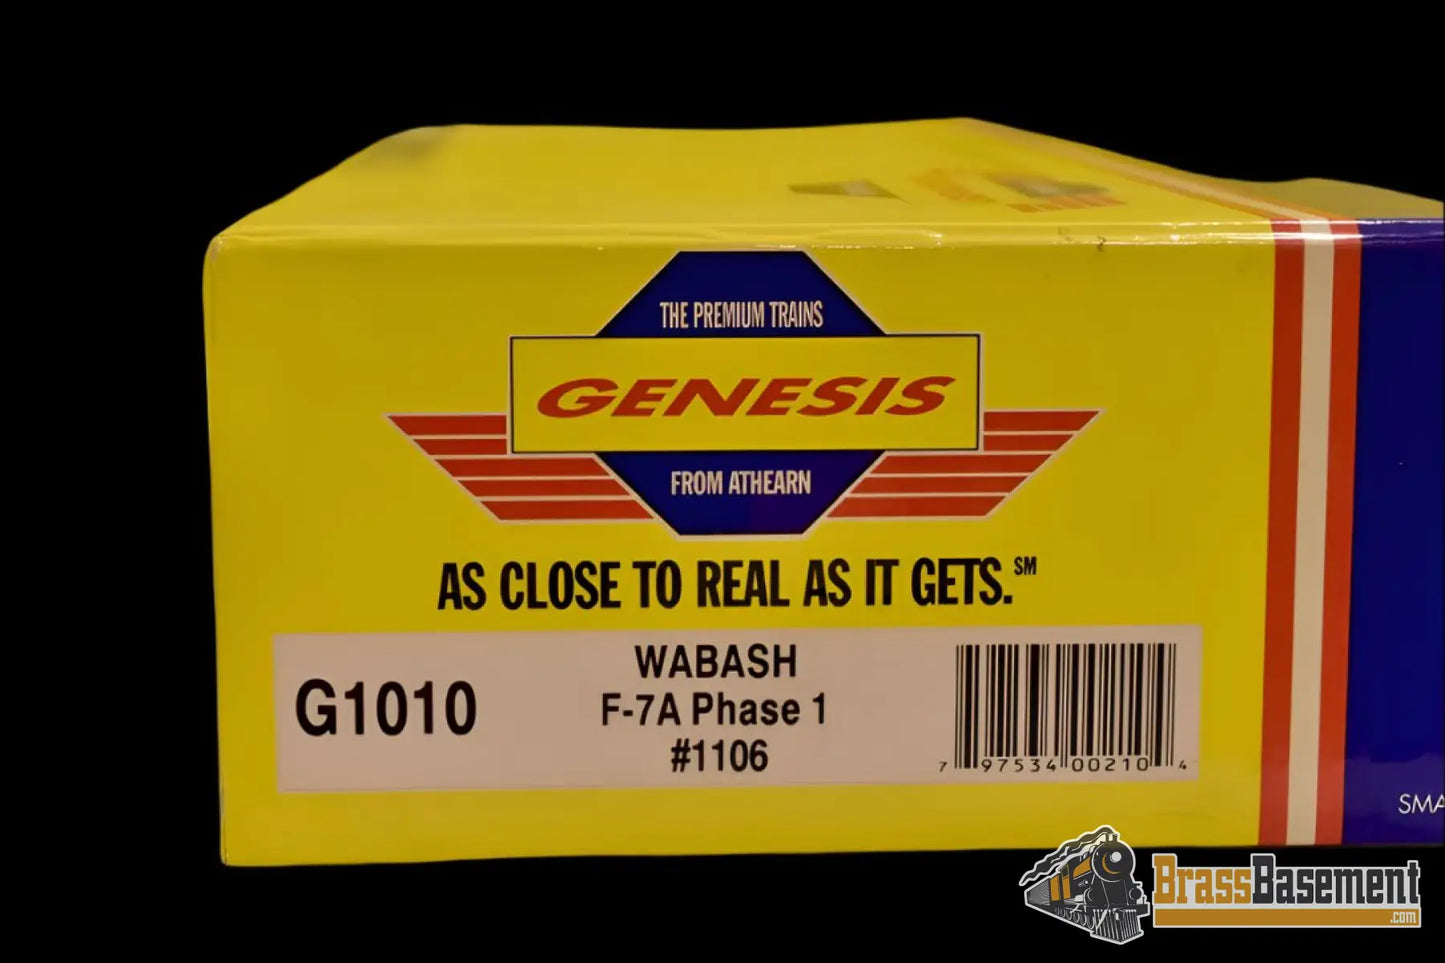 THE PREMIUM TRAINS
GENESIS
FROM ATHEARN
AS CLOSE TO REAL AS IT GETS.℠
G1010
WABASH
F-7A Phase 1
#1106
7 97534 00210 4
BrassBasement
.com